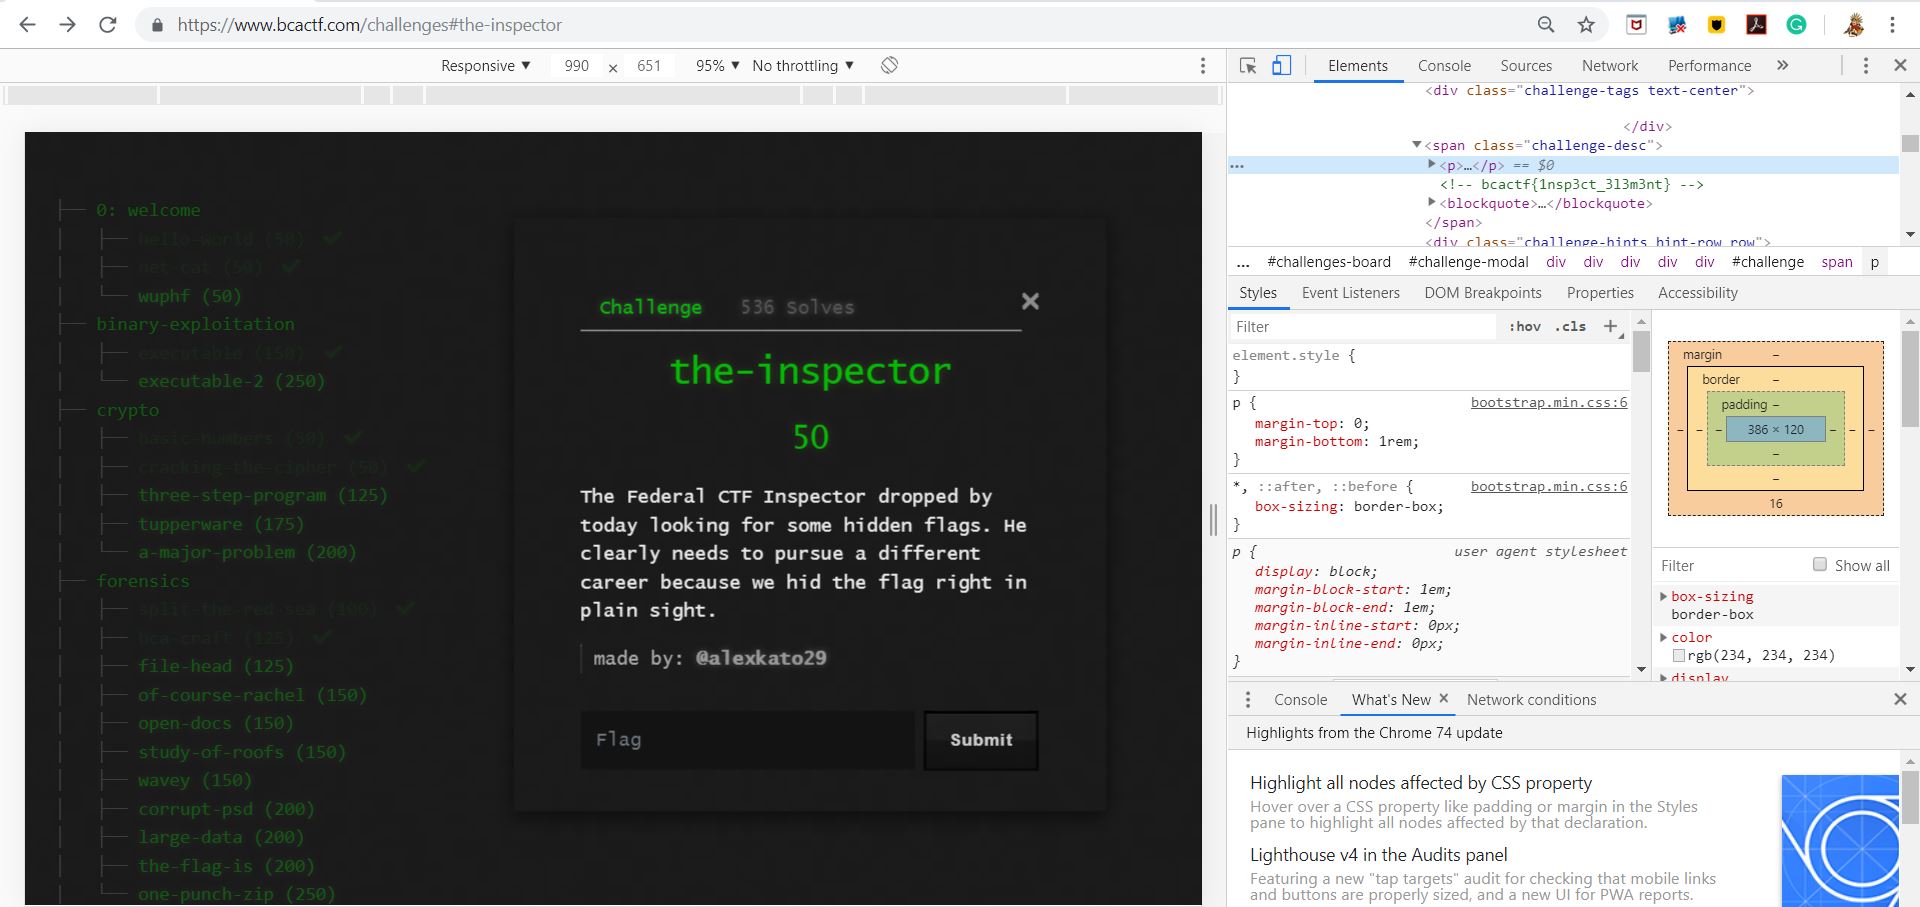 https://www.bcactf.com/challenges#the-inspector
Responsive ▼ 990 × 651 95% ▼ No throttling ▼
Elements Console Sources Network Performance »
<div class="challenge-tags text-center">
</div>
▼<span class="challenge-desc">
... ▶<p>…</p> == $0
<!-- bcactf{1nsp3ct_3l3m3nt} -->
▶<blockquote>…</blockquote>
</span>
<div class="challenge-hints hint-row row">
... #challenges-board #challenge-modal div div div div div #challenge span p
Styles Event Listeners DOM Breakpoints Properties Accessibility
Filter :hov .cls +
element.style {
}
p { bootstrap.min.css:6
margin-top: 0;
margin-bottom: 1rem;
}
*, ::after, ::before { bootstrap.min.css:6
box-sizing: border-box;
}
p { user agent stylesheet
display: block;
margin-block-start: 1em;
margin-block-end: 1em;
margin-inline-start: 0px;
margin-inline-end: 0px;
}
margin –
border –
padding –
– – – 386 × 120 – – –
–
–
16
Filter Show all
▶ box-sizing
border-box
▶ color
rgb(234, 234, 234)
▶ display
Console What's New × Network conditions
Highlights from the Chrome 74 update
Highlight all nodes affected by CSS property
Hover over a CSS property like padding or margin in the Styles
pane to highlight all nodes affected by that declaration.
Lighthouse v4 in the Audits panel
Featuring a new "tap targets" audit for checking that mobile links
and buttons are properly sized, and a new UI for PWA reports.
├── 0: welcome
│ ├── hello-world (50) ✔
│ ├── net-cat (50) ✔
│ └── wuphf (50)
├── binary-exploitation
│ ├── executable (150) ✔
│ └── executable-2 (250)
├── crypto
│ ├── basic-numbers (50) ✔
│ ├── cracking-the-cipher (50) ✔
│ ├── three-step-program (125)
│ ├── tupperware (175)
│ └── a-major-problem (200)
├── forensics
│ ├── split-the-red-sea (100) ✔
│ ├── bca-craft (125) ✔
│ ├── file-head (125)
│ ├── of-course-rachel (150)
│ ├── open-docs (150)
│ ├── study-of-roofs (150)
│ ├── wavey (150)
│ ├── corrupt-psd (200)
│ ├── large-data (200)
│ ├── the-flag-is (200)
│ └── one-punch-zip (250)
Challenge 536 Solves ×
the-inspector
50
The Federal CTF Inspector dropped by
today looking for some hidden flags. He
clearly needs to pursue a different
career because we hid the flag right in
plain sight.
made by: @alexkato29
Flag Submit